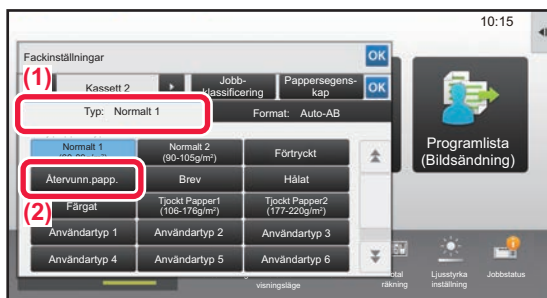 10:15
Fackinställningar
OK
(1)
Kassett 2
Jobb-
klassificering
Pappersegens-
kap
OK
Typ: Normalt 1
Format: Auto-AB
Normalt 1
Normalt 2
(90-105g/m²)
Förtryckt
Återvunn.papp.
Brev
Hålat
(2)
Färgat
Tjockt Papper1
(106-176g/m²)
Tjockt Papper2
(177-220g/m²)
Användartyp 1
Användartyp 2
Användartyp 3
Användartyp 4
Användartyp 5
Användartyp 6
Programlista
(Bildsändning)
visningsläge
räkning
Ljusstyrka
inställning
Jobbstatus